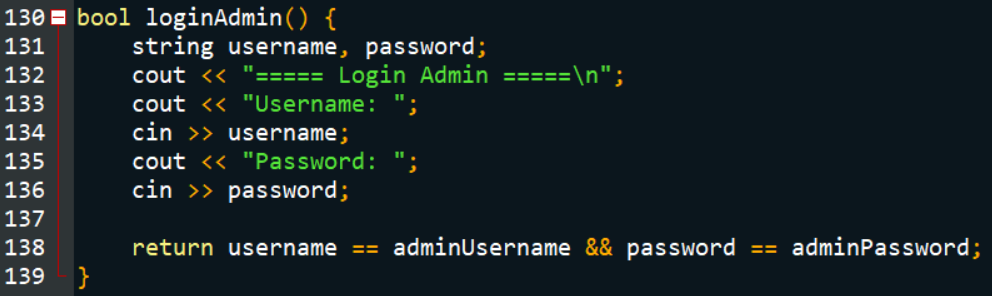 130 bool loginAdmin() {
131 string username, password;
132 cout << "===== Login Admin =====\n";
133 cout << "Username: ";
134 cin >> username;
135 cout << "Password: ";
136 cin >> password;
137
138 return username == adminUsername && password == adminPassword;
139 }